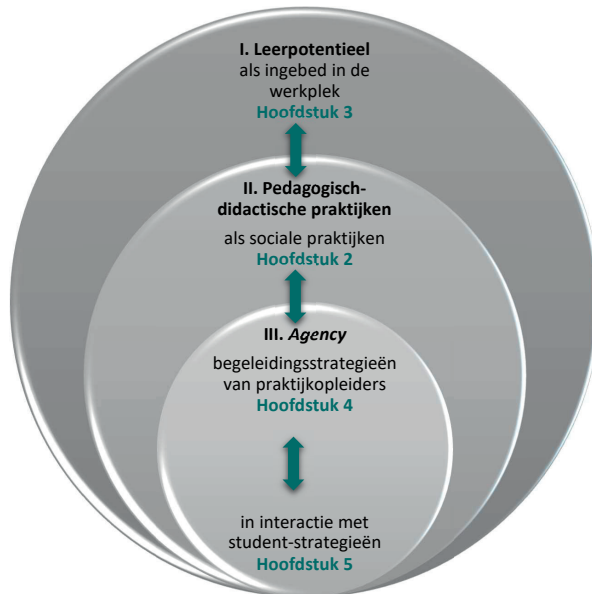 I. Leerpotentieel
als ingebed in de
werkplek
Hoofdstuk 3
II. Pedagogisch-
didactische praktijken
als sociale praktijken
Hoofdstuk 2
III. Agency
begeleidingsstrategieën
van praktijkopleiders
Hoofdstuk 4
in interactie met
student-strategieën
Hoofdstuk 5